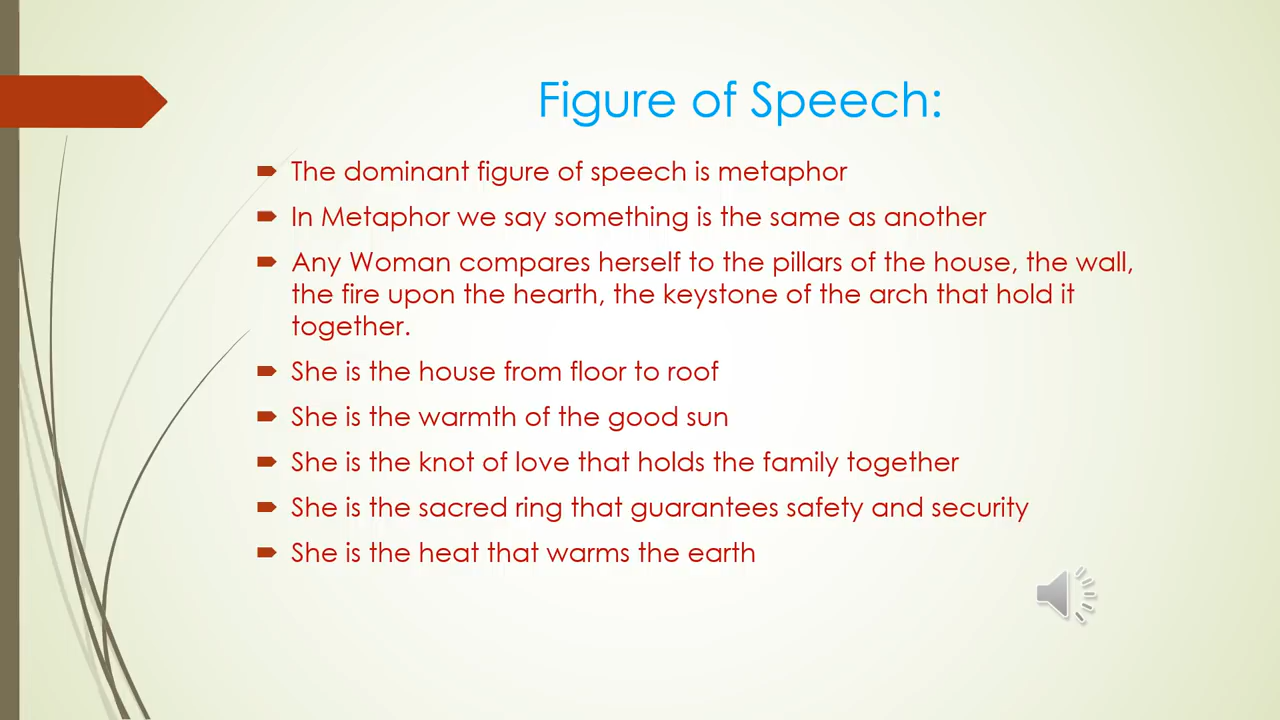 Figure of Speech:
The dominant figure of speech is metaphor
In Metaphor we say something is the same as another
Any Woman compares herself to the pillars of the house, the wall,
the fire upon the hearth, the keystone of the arch that hold it
together.
She is the house from floor to roof
She is the warmth of the good sun
She is the knot of love that holds the family together
She is the sacred ring that guarantees safety and security
She is the heat that warms the earth